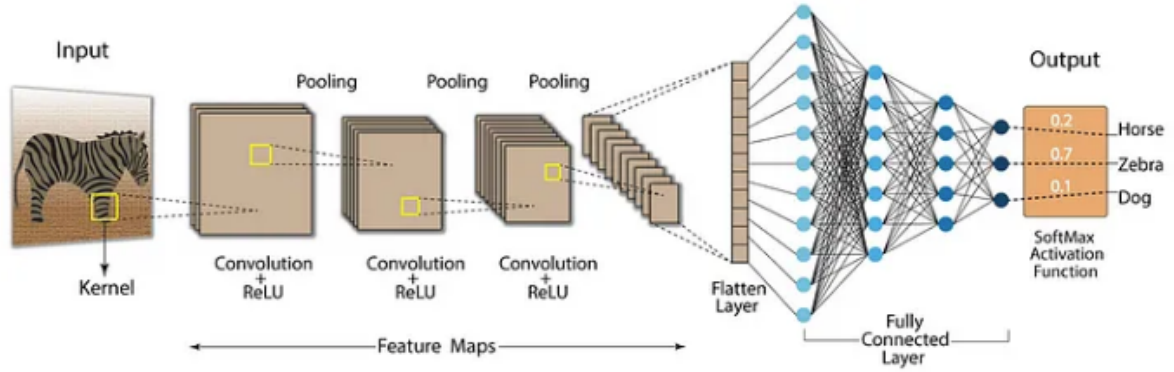 Input
Kernel
Pooling
Pooling
Pooling
Convolution
+
ReLU
Convolution
+
ReLU
Convolution
+
ReLU
Feature Maps
Flatten
Layer
Fully
Connected
Layer
Output
0.2
Horse
0.7
Zebra
0.1
Dog
SoftMax
Activation
Function